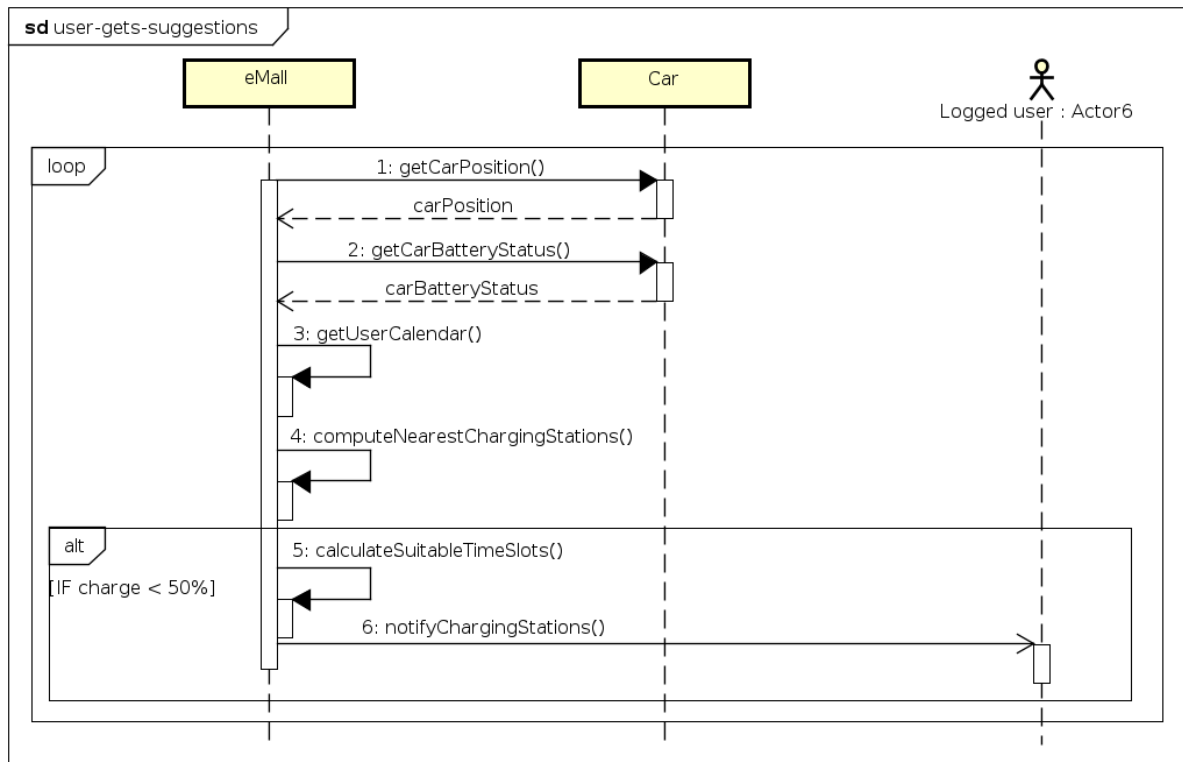 sd user-gets-suggestions
eMall
Car
Logged user : Actor6
loop
1: getCarPosition()
carPosition
2: getCarBatteryStatus()
carBatteryStatus
3: getUserCalendar()
4: computeNearestChargingStations()
alt
5: calculateSuitableTimeSlots()
[IF charge < 50%]
6: notifyChargingStations()